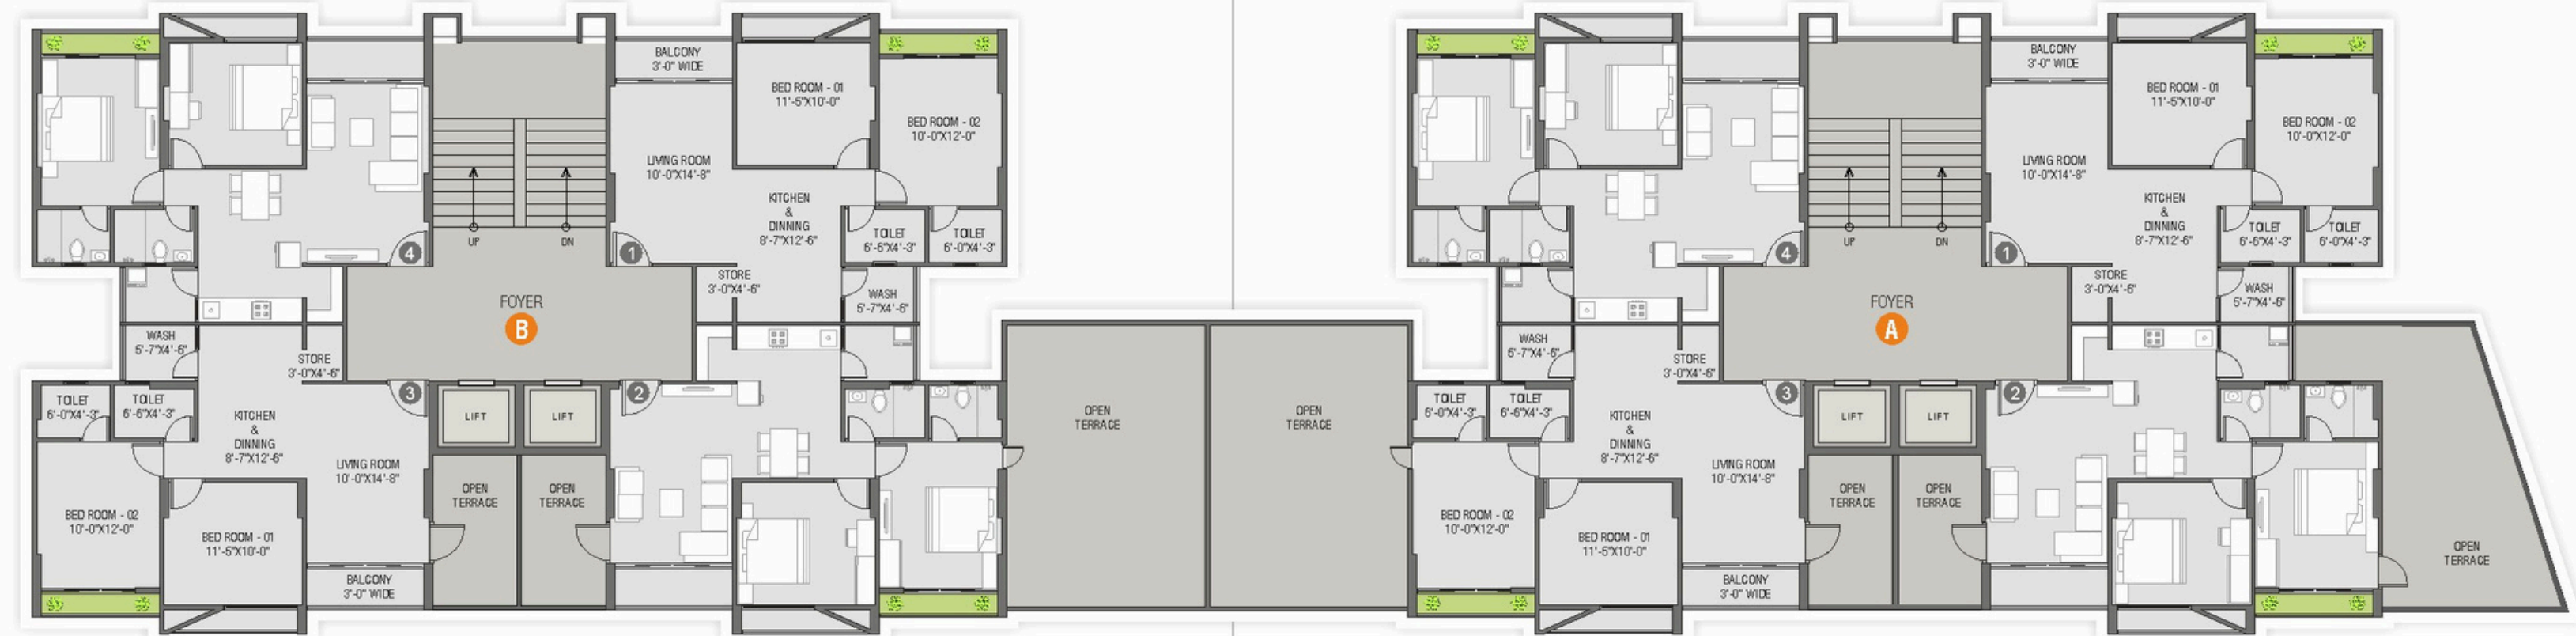 BALCONY
3'-0" WIDE
BED ROOM - 01
11'-5"X10'-0"
BED ROOM - 02
10'-0"X12'-0"
LIVING ROOM
10'-0"X14'-8"
KITCHEN
&
DINNING
8'-7"X12'-6"
TOILET
6'-6"X4'-3"
TOILET
6'-0"X4'-3"
UP
DN
4
1
STORE
3'-0"X4'-6"
WASH
5'-7"X4'-6"
FOYER
B
WASH
5'-7"X4'-6"
STORE
3'-0"X4'-6"
TOILET
6'-0"X4'-3"
TOILET
6'-6"X4'-3"
3
2
LIFT
LIFT
KITCHEN
&
DINNING
8'-7"X12'-6"
LIVING ROOM
10'-0"X14'-8"
BED ROOM - 02
10'-0"X12'-0"
BED ROOM - 01
11'-5"X10'-0"
BALCONY
3'-0" WIDE
OPEN
TERRACE
OPEN
TERRACE
OPEN
TERRACE
OPEN
TERRACE
BALCONY
3'-0" WIDE
BED ROOM - 01
11'-5"X10'-0"
BED ROOM - 02
10'-0"X12'-0"
LIVING ROOM
10'-0"X14'-8"
KITCHEN
&
DINNING
8'-7"X12'-6"
TOILET
6'-6"X4'-3"
TOILET
6'-0"X4'-3"
UP
DN
4
1
STORE
3'-0"X4'-6"
WASH
5'-7"X4'-6"
FOYER
A
WASH
5'-7"X4'-6"
STORE
3'-0"X4'-6"
TOILET
6'-0"X4'-3"
TOILET
6'-6"X4'-3"
3
2
LIFT
LIFT
KITCHEN
&
DINNING
8'-7"X12'-6"
LIVING ROOM
10'-0"X14'-8"
BED ROOM - 02
10'-0"X12'-0"
BED ROOM - 01
11'-5"X10'-0"
BALCONY
3'-0" WIDE
OPEN
TERRACE
OPEN
TERRACE
OPEN
TERRACE